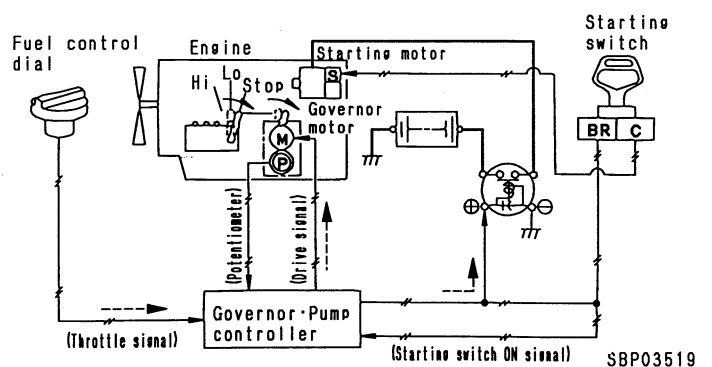 Fuel control
dial
Engine
Starting motor
Starting
switch
Hi
Lo
Stop
S
Governor
motor
M
P
BR C
(Potentiometer)
(Drive signal)
⊕ ⊖
Governor・Pump
controller
(Throttle signal)
(Starting switch ON signal)
SBP03519